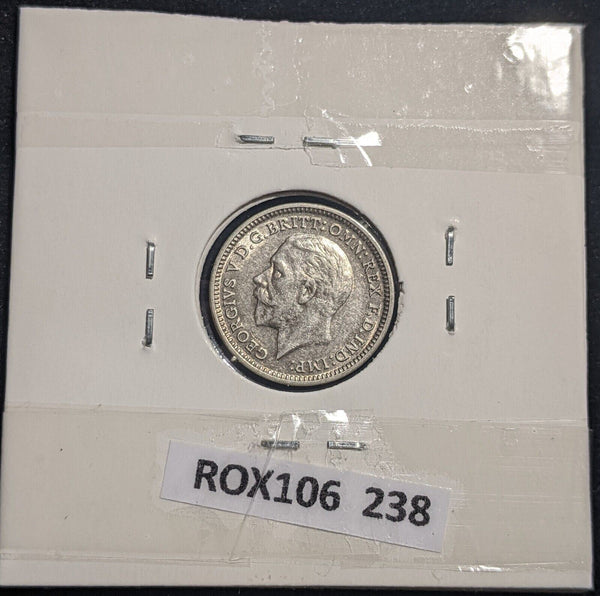 GEORGIVS V D.G.BRITT:OMN:REX F.D.IND:IMP:
ROX106 238